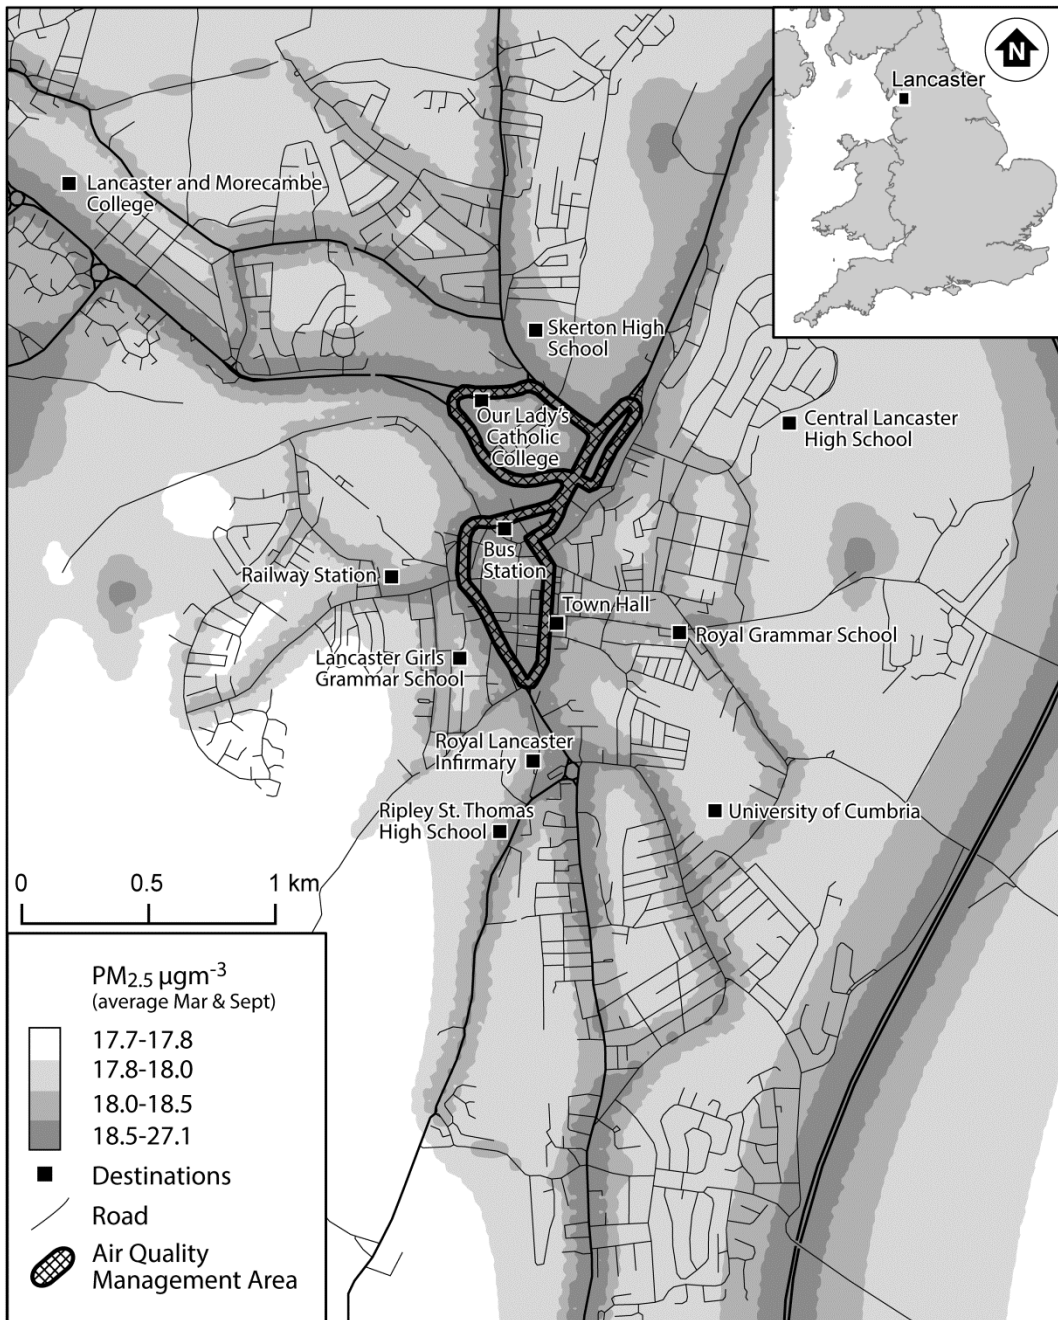 N
Lancaster
Lancaster and Morecambe
College
Skerton High
School
Our Lady's
Catholic
College
Central Lancaster
High School
Bus
Station
Railway Station
Town Hall
Royal Grammar School
Lancaster Girls
Grammar School
Royal Lancaster
Infirmary
Ripley St. Thomas
High School
University of Cumbria
0 0.5 1 km
PM2.5 µgm-3
(average Mar & Sept)
17.7-17.8
17.8-18.0
18.0-18.5
18.5-27.1
Destinations
Road
Air Quality
Management Area